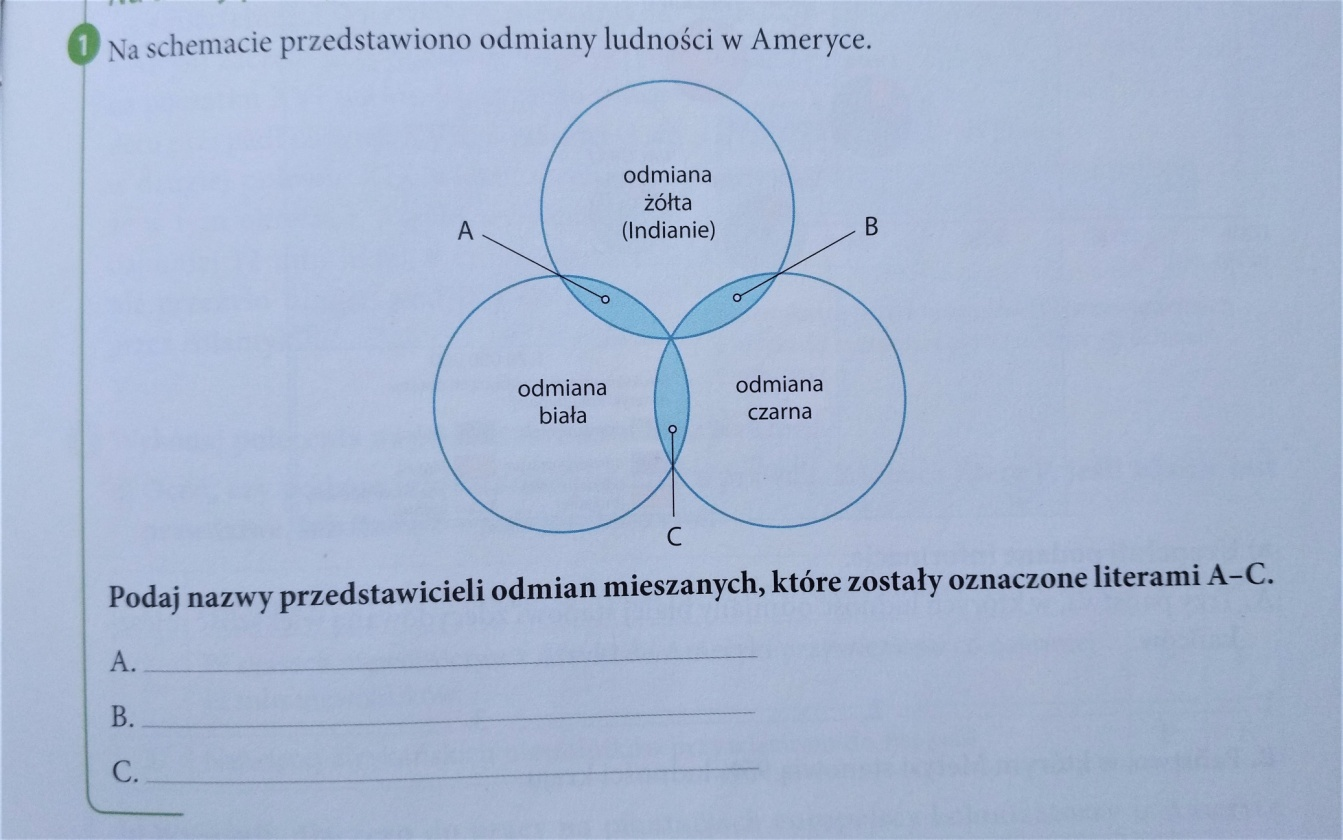 1 Na schemacie przedstawiono odmiany ludności w Ameryce.
odmiana
żółta
(Indianie)
A
B
odmiana
biała
odmiana
czarna
C
Podaj nazwy przedstawicieli odmian mieszanych, które zostały oznaczone literami A–C.
A.
B.
C.